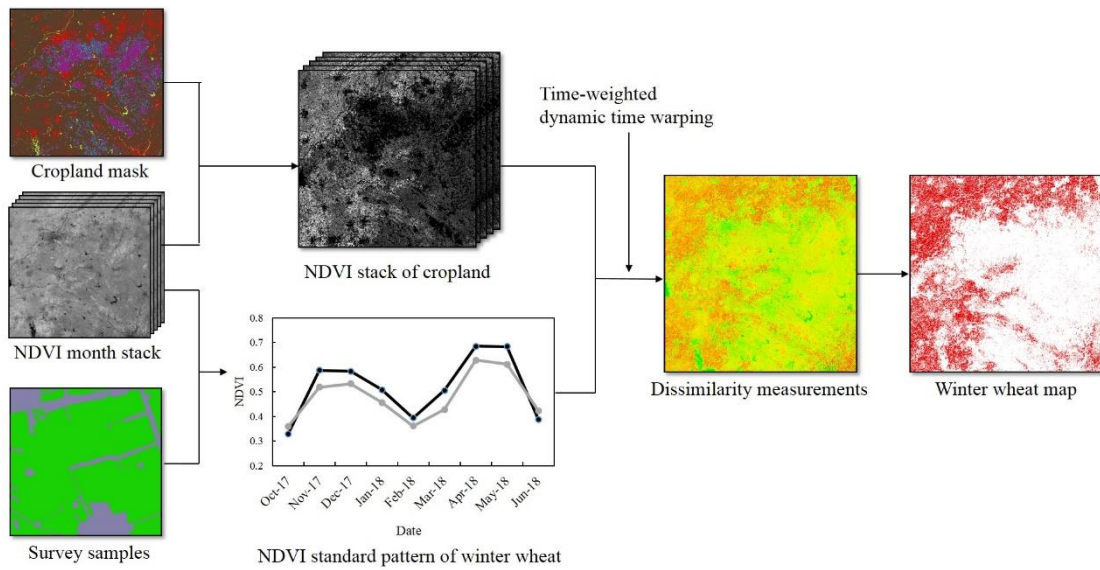 Cropland mask
NDVI month stack
Survey samples
NDVI stack of cropland
Time-weighted
dynamic time warping
0.8
0.7
0.6
0.5
0.4
0.3
0.2
NDVI
Oct-17
Nov-17
Dec-17
Jan-18
Feb-18
Mar-18
Apr-18
May-18
Jun-18
Date
NDVI standard pattern of winter wheat
Dissimilarity measurements
Winter wheat map